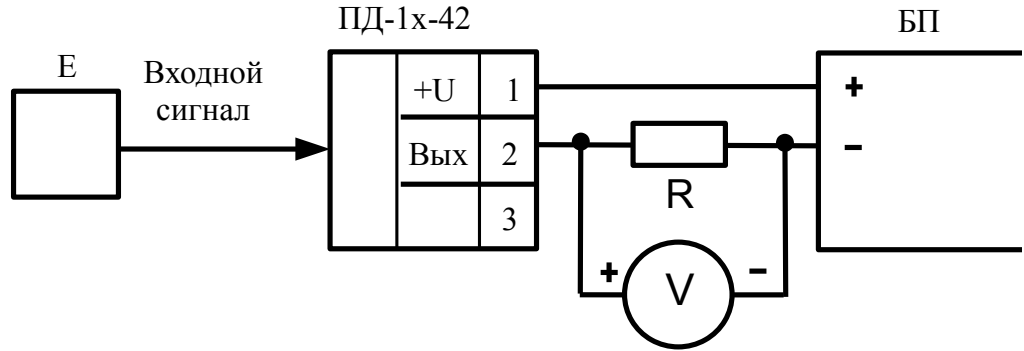 ПД-1х-42
БП
Е
Входной
сигнал
+U
1
+
Вых
2
-
3
R
+
-
V